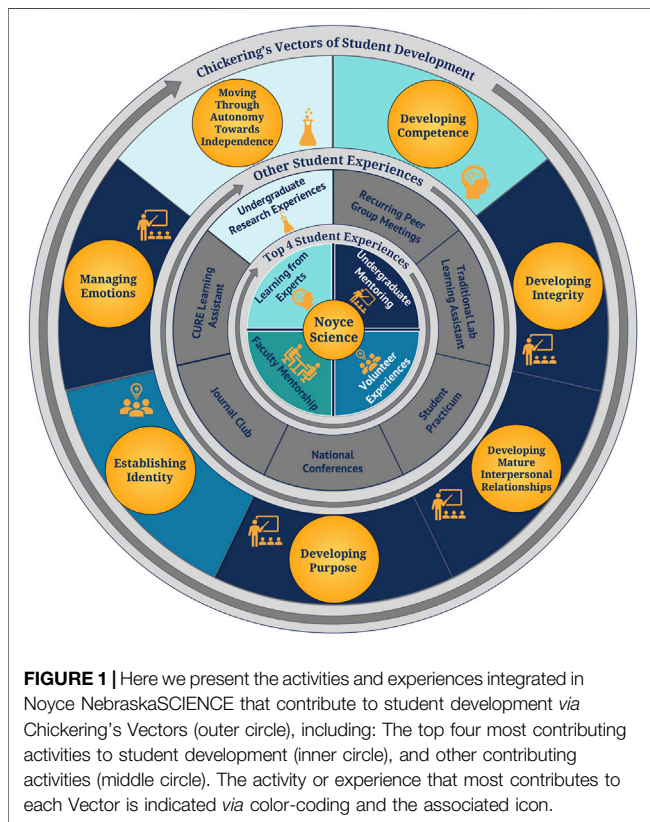 Chickering's Vectors of Student Development
Moving
Through
Autonomy
Towards
Independence
Developing
Competence
Developing
Integrity
Developing
Mature
Interpersonal
Relationships
Developing
Purpose
Establishing
Identity
Managing
Emotions
Other Student Experiences
Undergraduate
Research Experiences
Recurring Peer
Group Meetings
Traditional Lab
Learning Assistant
Student
Practicum
National
Conferences
Journal Club
CURE Learning
Assistant
Top 4 Student Experiences
Learning from
Experts
Undergraduate
Mentoring
Volunteer
Experiences
Faculty Mentorship
Noyce
Science
FIGURE 1 | Here we present the activities and experiences integrated in
Noyce NebraskaSCIENCE that contribute to student development via
Chickering's Vectors (outer circle), including: The top four most contributing
activities to student development (inner circle), and other contributing
activities (middle circle). The activity or experience that most contributes to
each Vector is indicated via color-coding and the associated icon.